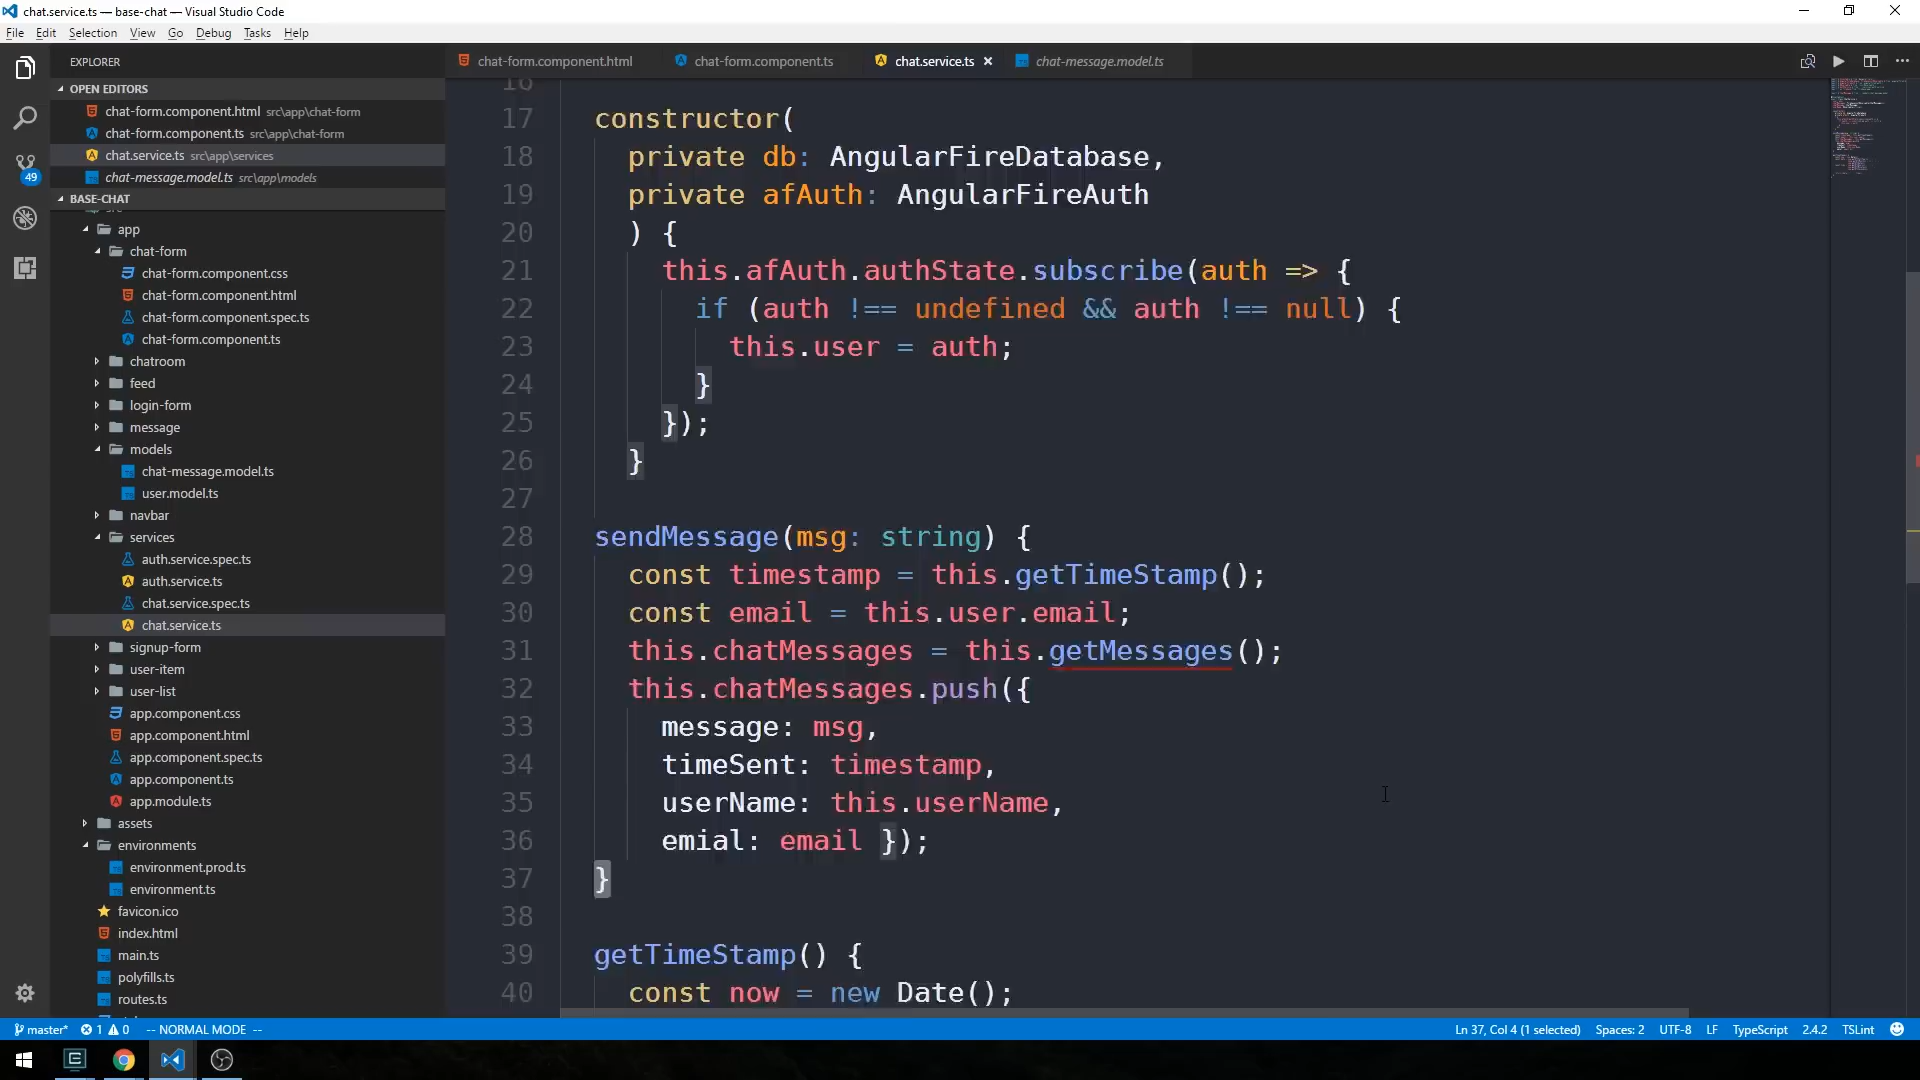 chat.service.ts — base-chat — Visual Studio Code
File Edit Selection View Go Debug Tasks Help
EXPLORER
OPEN EDITORS
chat-form.component.html src\app\chat-form
chat-form.component.ts src\app\chat-form
chat.service.ts src\app\services
chat-message.model.ts src\app\models
BASE-CHAT
app
chat-form
chat-form.component.css
chat-form.component.html
chat-form.component.spec.ts
chat-form.component.ts
chatroom
feed
login-form
message
models
chat-message.model.ts
user.model.ts
navbar
services
auth.service.spec.ts
auth.service.ts
chat.service.spec.ts
chat.service.ts
signup-form
user-item
user-list
app.component.css
app.component.html
app.component.spec.ts
app.component.ts
app.module.ts
assets
environments
environment.prod.ts
environment.ts
favicon.ico
index.html
main.ts
polyfills.ts
routes.ts
49
chat-form.component.html chat-form.component.ts chat.service.ts chat-message.model.ts
16
17 constructor(
18 private db: AngularFireDatabase,
19 private afAuth: AngularFireAuth
20 ) {
21 this.afAuth.authState.subscribe(auth => {
22 if (auth !== undefined && auth !== null) {
23 this.user = auth;
24 }
25 });
26 }
27
28 sendMessage(msg: string) {
29 const timestamp = this.getTimeStamp();
30 const email = this.user.email;
31 this.chatMessages = this.getMessages();
32 this.chatMessages.push({
33 message: msg,
34 timeSent: timestamp,
35 userName: this.userName,
36 emial: email });
37 }
38
39 getTimeStamp() {
40 const now = new Date();
master* 1 0 -- NORMAL MODE -- Ln 37, Col 4 (1 selected) Spaces: 2 UTF-8 LF TypeScript 2.4.2 TSLint